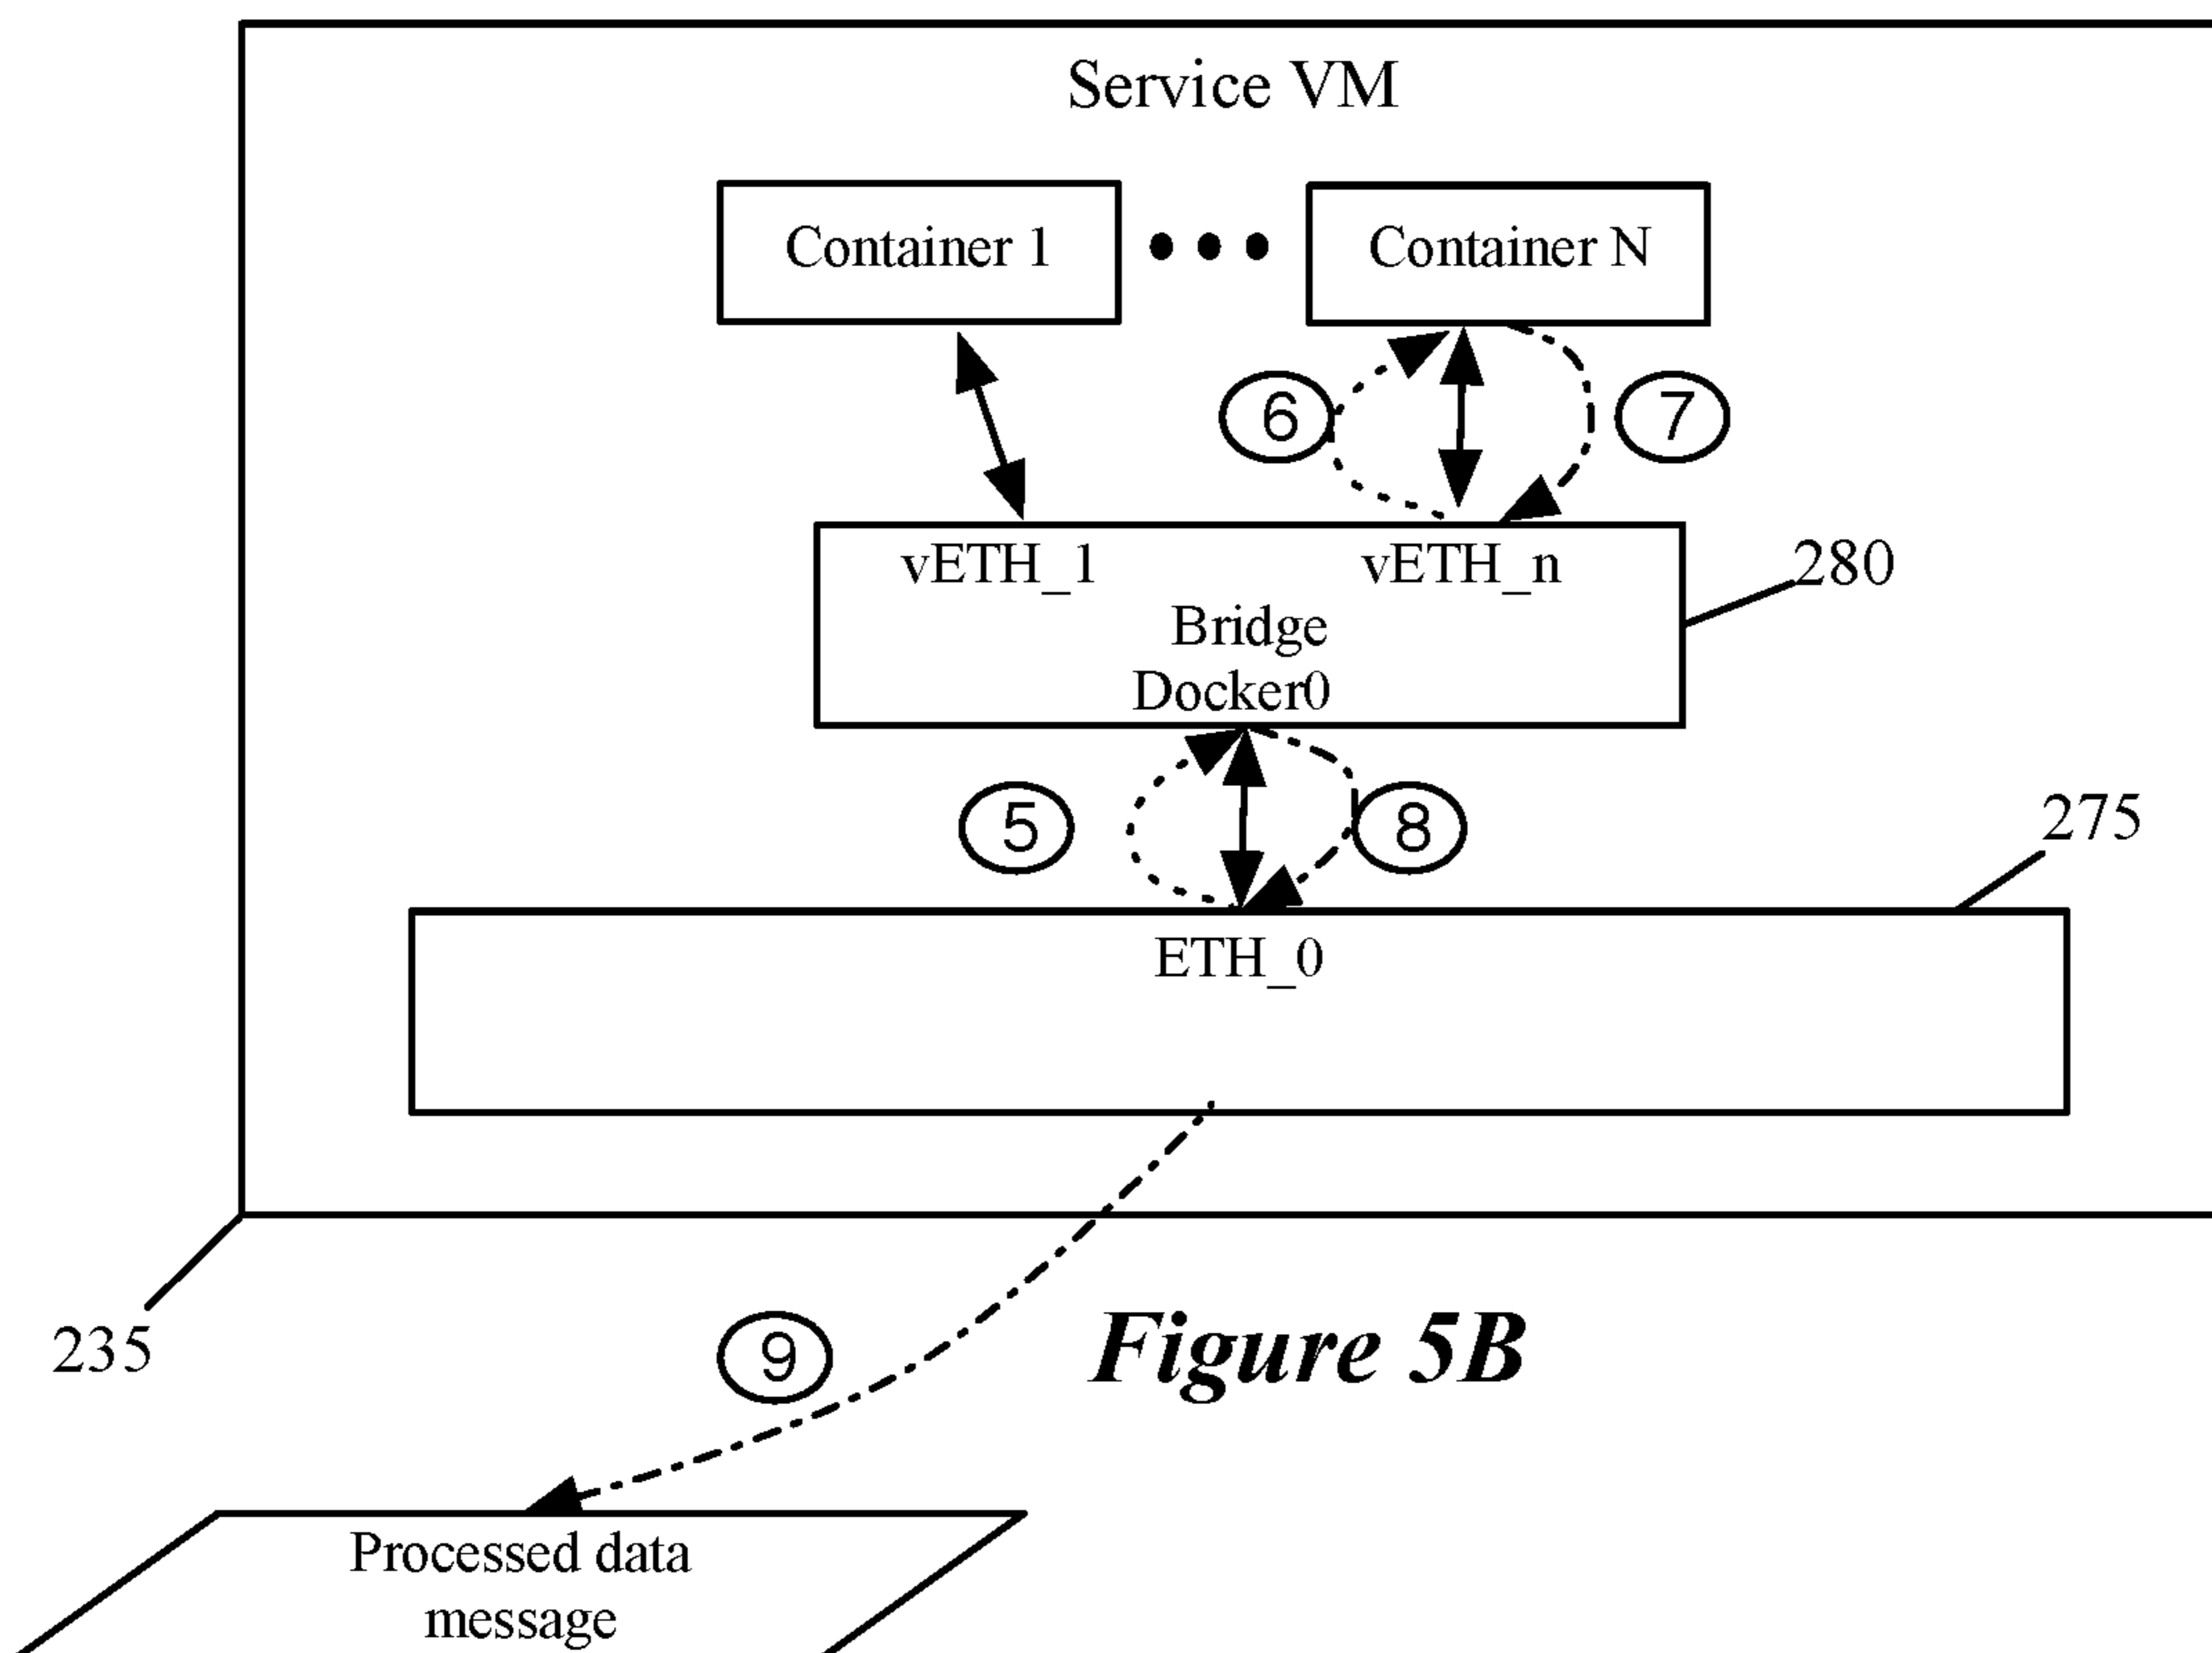 Service VM
Container 1
Container N
6
7
vETH_1
vETH_n
280
Bridge
Docker0
5
8
275
ETH_0
235
9
Figure 5B
Processed data
message